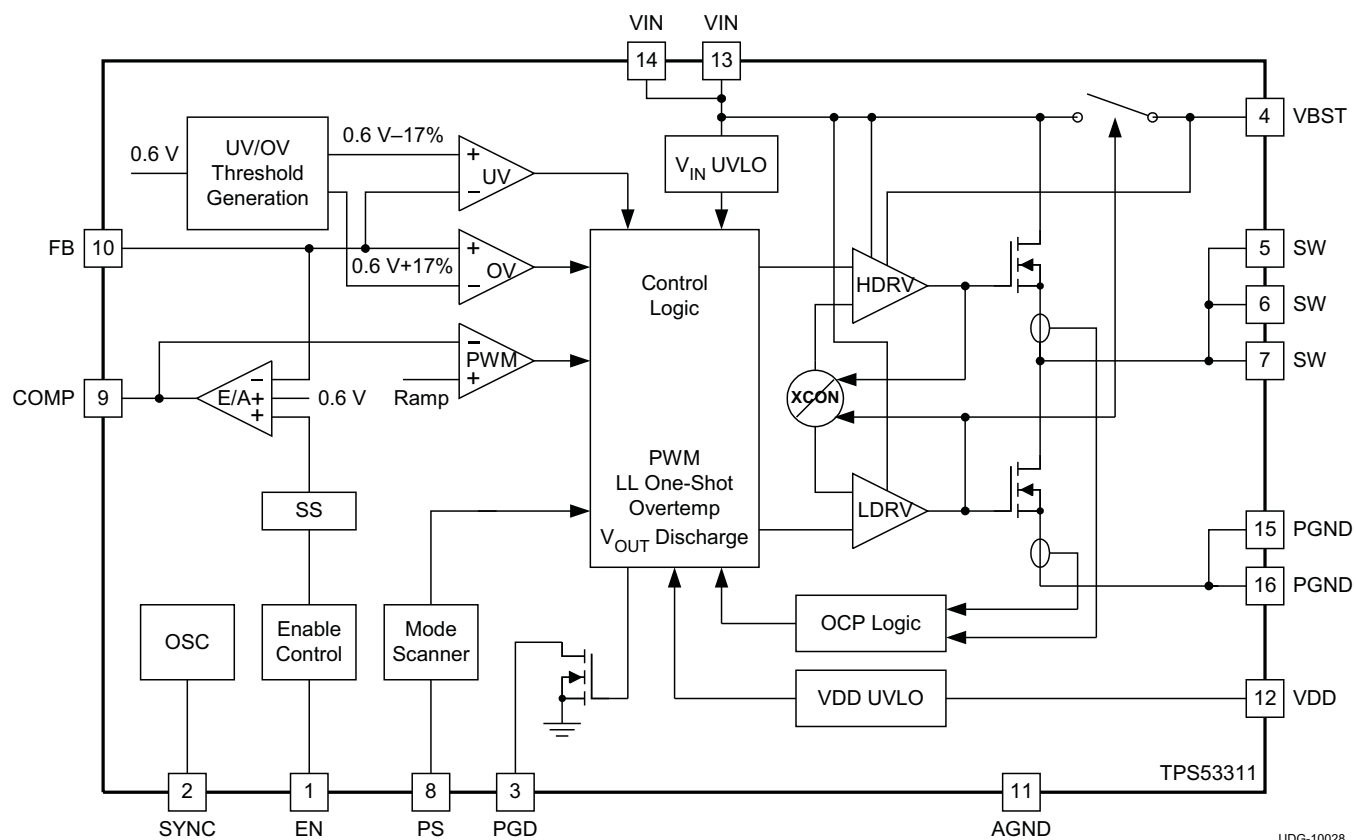 VIN
VIN
14
13
4
VBST
0.6 V
UV/OV
Threshold
Generation
0.6 V–17%
+
–
UV
V_IN UVLO
FB
10
0.6 V+17%
+
–
OV
Control
Logic
HDRV
5
SW
6
SW
7
SW
–
+
PWM
Ramp
COMP
9
E/A
–
+
+
0.6 V
XCON
SS
PWM
LL One-Shot
Overtemp
V_OUT Discharge
LDRV
15
PGND
16
PGND
OSC
Enable
Control
Mode
Scanner
OCP Logic
VDD UVLO
12
VDD
TPS53311
2
1
8
3
11
SYNC
EN
PS
PGD
AGND
UDG-10028